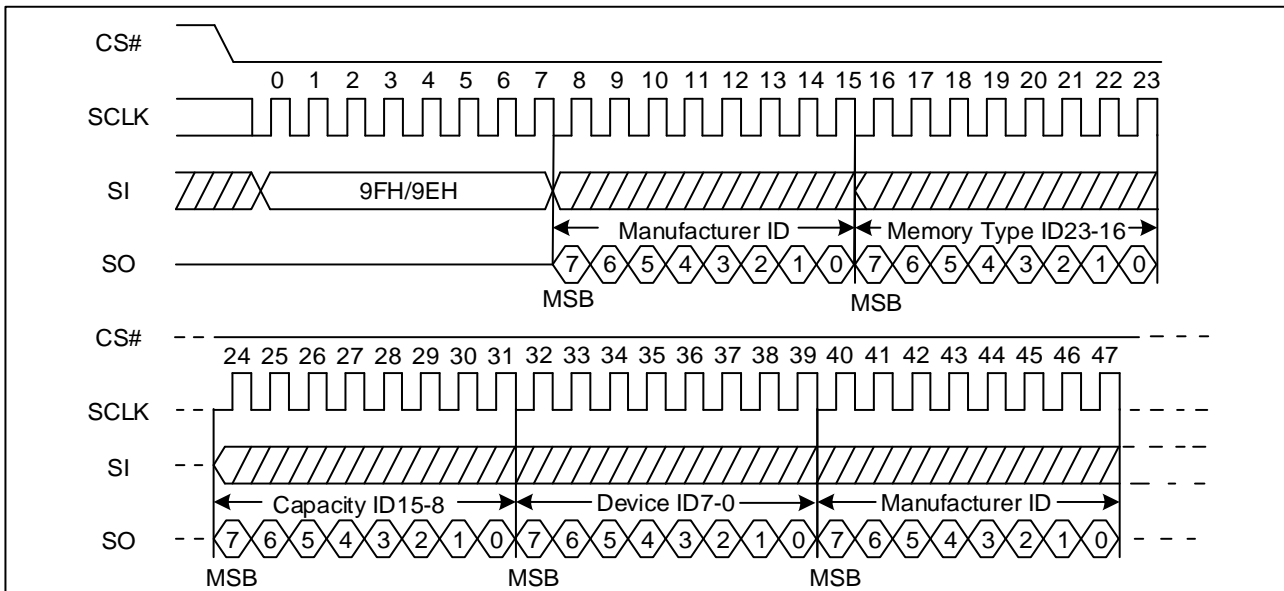 CS#
0 1 2 3 4 5 6 7 8 9 10 11 12 13 14 15 16 17 18 19 20 21 22 23
SCLK
SI 9FH/9EH
Manufacturer ID Memory Type ID23-16
SO 7 6 5 4 3 2 1 0 7 6 5 4 3 2 1 0
MSB MSB
CS#
24 25 26 27 28 29 30 31 32 33 34 35 36 37 38 39 40 41 42 43 44 45 46 47
SCLK
SI
Capacity ID15-8 Device ID7-0 Manufacturer ID
SO 7 6 5 4 3 2 1 0 7 6 5 4 3 2 1 0 7 6 5 4 3 2 1 0
MSB MSB MSB